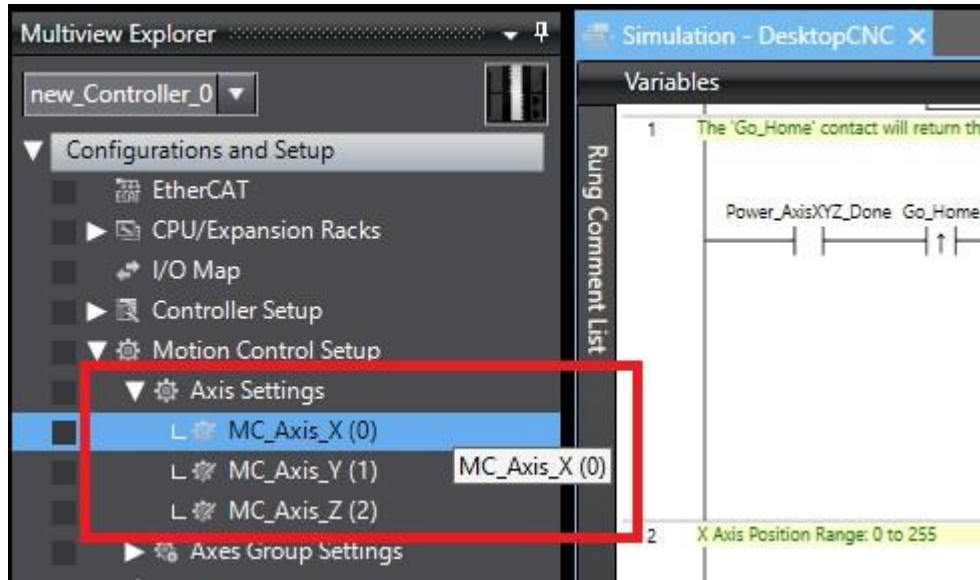 Multiview Explorer
new_Controller_0
Configurations and Setup
EtherCAT
CPU/Expansion Racks
I/O Map
Controller Setup
Motion Control Setup
Axis Settings
MC_Axis_X (0)
MC_Axis_Y (1)
MC_Axis_X (0)
MC_Axis_Z (2)
Axes Group Settings
Simulation - DesktopCNC
Variables
Rung Comment List
1 The 'Go_Home' contact will return th
Power_AxisXYZ_Done Go_Home
2 X Axis Position Range: 0 to 255